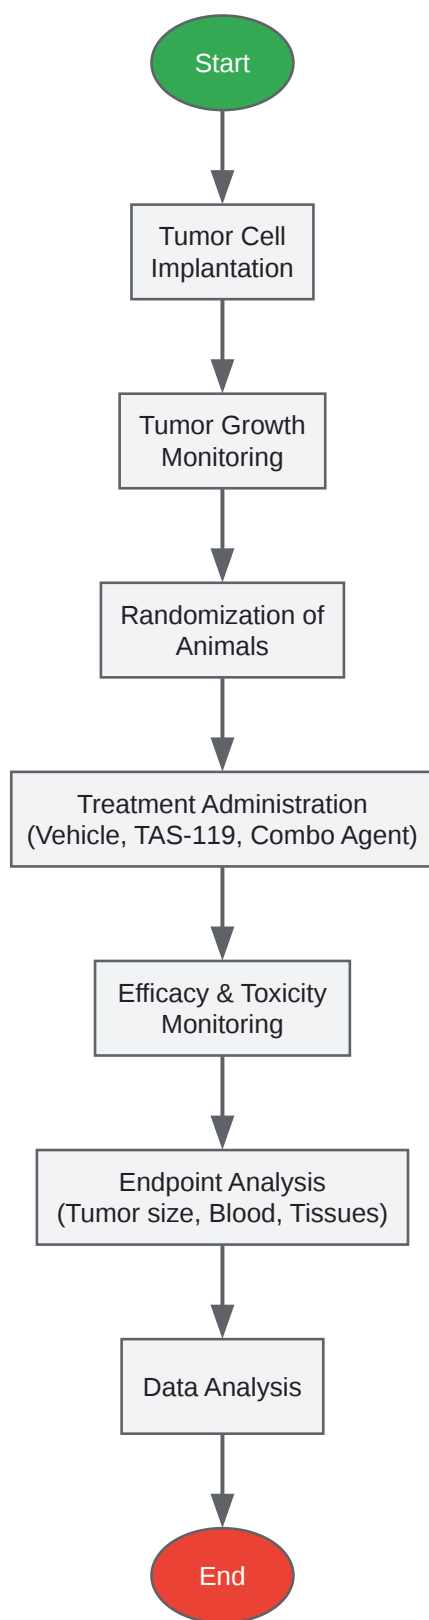 Start
Tumor Cell
Implantation
Tumor Growth
Monitoring
Randomization of
Animals
Treatment Administration
(Vehicle, TAS-119, Combo Agent)
Efficacy & Toxicity
Monitoring
Endpoint Analysis
(Tumor size, Blood, Tissues)
Data Analysis
End